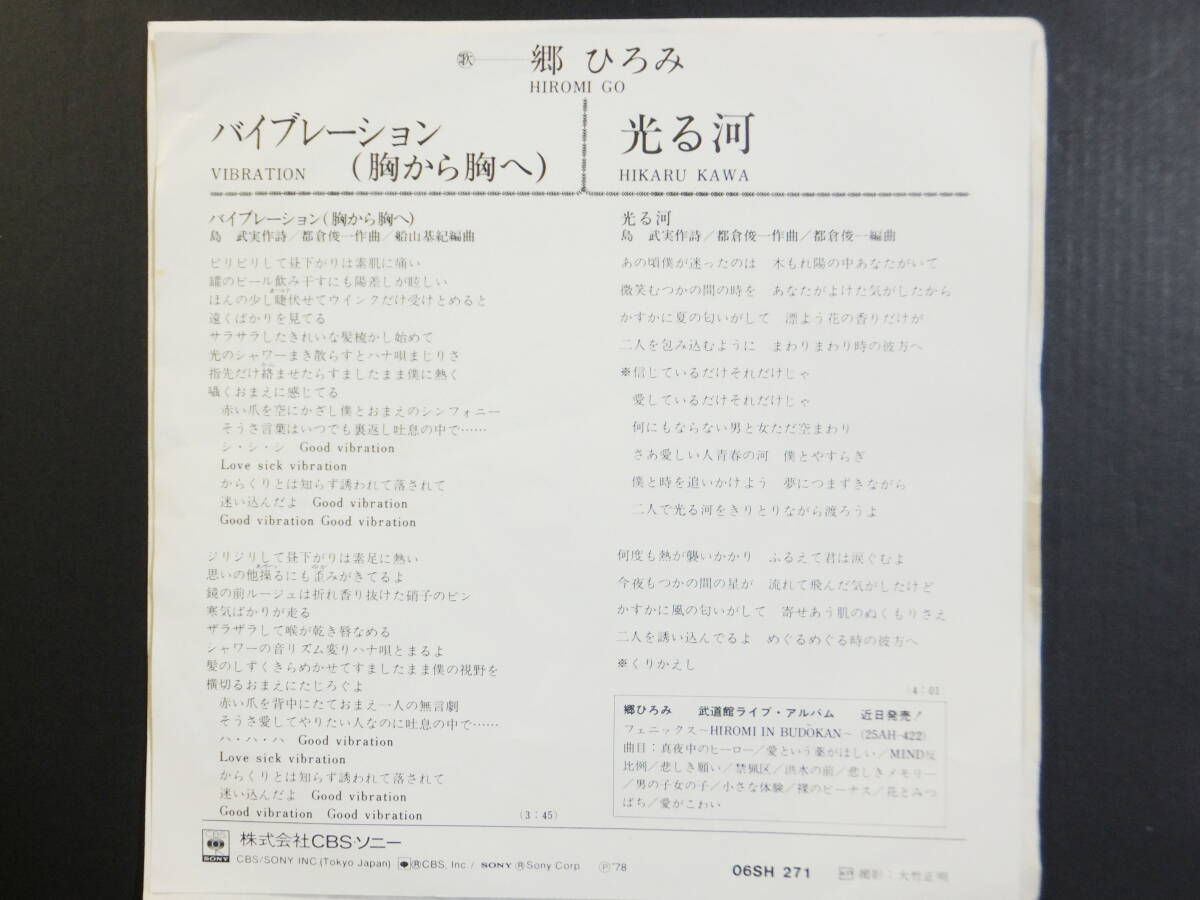 歌 郷 ひろみ
HIROMI GO
バイブレーション
(胸から胸へ)
VIBRATION
光る河
HIKARU KAWA
バイブレーション(胸から胸へ)
島 武実作詩/都倉俊一作曲/船山基紀編曲
ピリピリして昼下がりは素肌に痛い
罐のビール飲み干すにも陽差しが眩しい
ほんの少し睫伏せてウインクだけ受けとめると
遠くばかりを見てる
サラサラしたきれいな髪梳かし始めて
光のシャワーまき散らすとハナ唄まじりさ
指先だけ絡ませたらすましたまま僕に熱く
囁くおまえに感じてる
赤い爪を空にかざし僕とおまえのシンフォニー
そうさ言葉はいつでも裏返し吐息の中で……
シ・シ・シ Good vibration
Love sick vibration
からくりとは知らず誘われて落されて
迷い込んだよ Good vibration
Good vibration Good vibration
ジリジリして昼下がりは素足に熱い
思いの他操るにも歪みがきてるよ
鏡の前ルージュは折れ香り抜けた硝子のビン
寒気ばかりが走る
ザラザラして喉が乾き唇なめる
シャワーの音リズム変りハナ唄とまるよ
髪のしずくきらめかせてすましたまま僕の視野を
横切るおまえにたじろぐよ
赤い爪を背中にたておまえ一人の無言劇
そうさ愛してやりたい人なのに吐息の中で……
ハ・ハ・ハ Good vibration
Love sick vibration
からくりとは知らず誘われて落されて
迷い込んだよ Good vibration
Good vibration Good vibration
(3:45)
光る河
島 武実作詩/都倉俊一作曲/都倉俊一編曲
あの頃僕が迷ったのは 木もれ陽の中あなたがいて
微笑むつかの間の時を あなたがよけた気がしたから
かすかに夏の匂いがして 漂よう花の香りだけが
二人を包み込むように まわりまわり時の彼方へ
※信じているだけそれだけじゃ
愛しているだけそれだけじゃ
何にもならない男と女ただ空まわり
さあ愛しい人青春の河 僕とやすらぎ
僕と時を追いかけよう 夢につまずきながら
二人で光る河をきりとりながら渡ろうよ
何度も熱が襲いかかり ふるえて君は涙ぐむよ
今夜もつかの間の星が 流れて飛んだ気がしたけど
かすかに風の匂いがして 寄せあう肌のぬくもりさえ
二人を誘い込んでるよ めぐるめぐる時の彼方へ
※くりかえし
(4:01)
郷ひろみ 武道館ライブ・アルバム 近日発売!
フェニックス〜HIROMI IN BUDŌKAN〜 (25AH-422)
曲目:真夜中のヒーロー/愛という薬がほしい/MIND反
比例/悲しき願い/禁猟区/洪水の前/悲しきメモリー
/男の子女の子/小さな体験/裸のビーナス/花とみつ
ばち/愛がこわい
CBS SONY 株式会社CBS・ソニー
CBS/SONY INC.(Tokyo Japan) ⓇCBS, Inc./SONY ⓇSony Corp Ⓟ'78
06SH 271
撮影:大竹正明